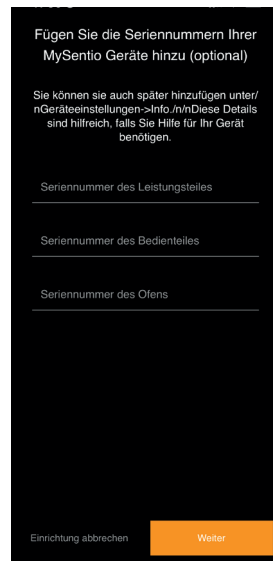 Fügen Sie die Seriennummern Ihrer
MySentio Geräte hinzu (optional)
Sie können sie auch später hinzufügen unter/
nGeräteeinstellungen->Info./n/nDiese Details
sind hilfreich, falls Sie Hilfe für Ihr Gerät
benötigen.
Seriennummer des Leistungsteiles
Seriennummer des Bedienteiles
Seriennummer des Ofens
Einrichtung abbrechen
Weiter